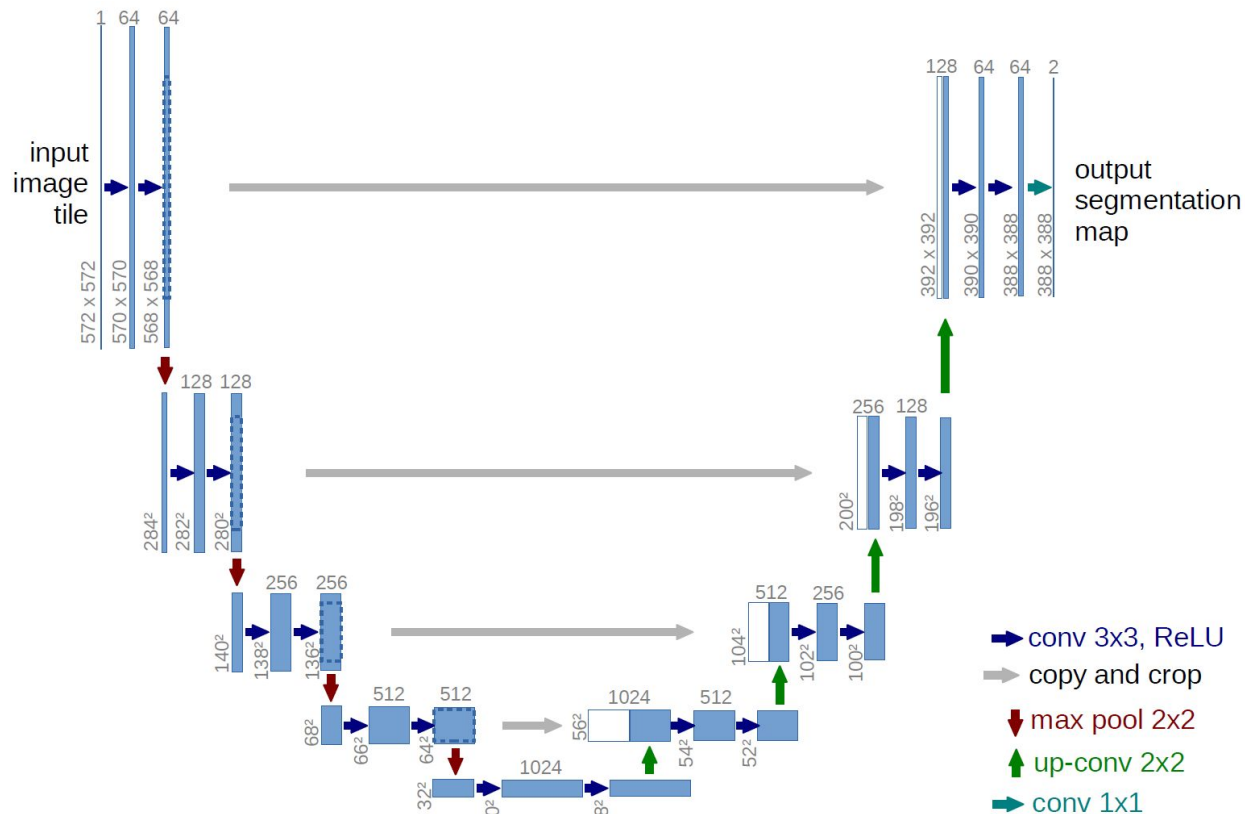 1 64 64
input
image
tile
572 x 572
570 x 570
568 x 568
128 64 64 2
output
segmentation
map
392 x 392
390 x 390
388 x 388
388 x 388
128 128
284²
282²
280²
256 128
200²
198²
196²
256 256
140²
138²
136²
512 256
104²
102²
100²
512 512
68²
66²
64²
1024 512
56²
54²
52²
1024
32²
conv 3x3, ReLU
copy and crop
max pool 2x2
up-conv 2x2
conv 1x1